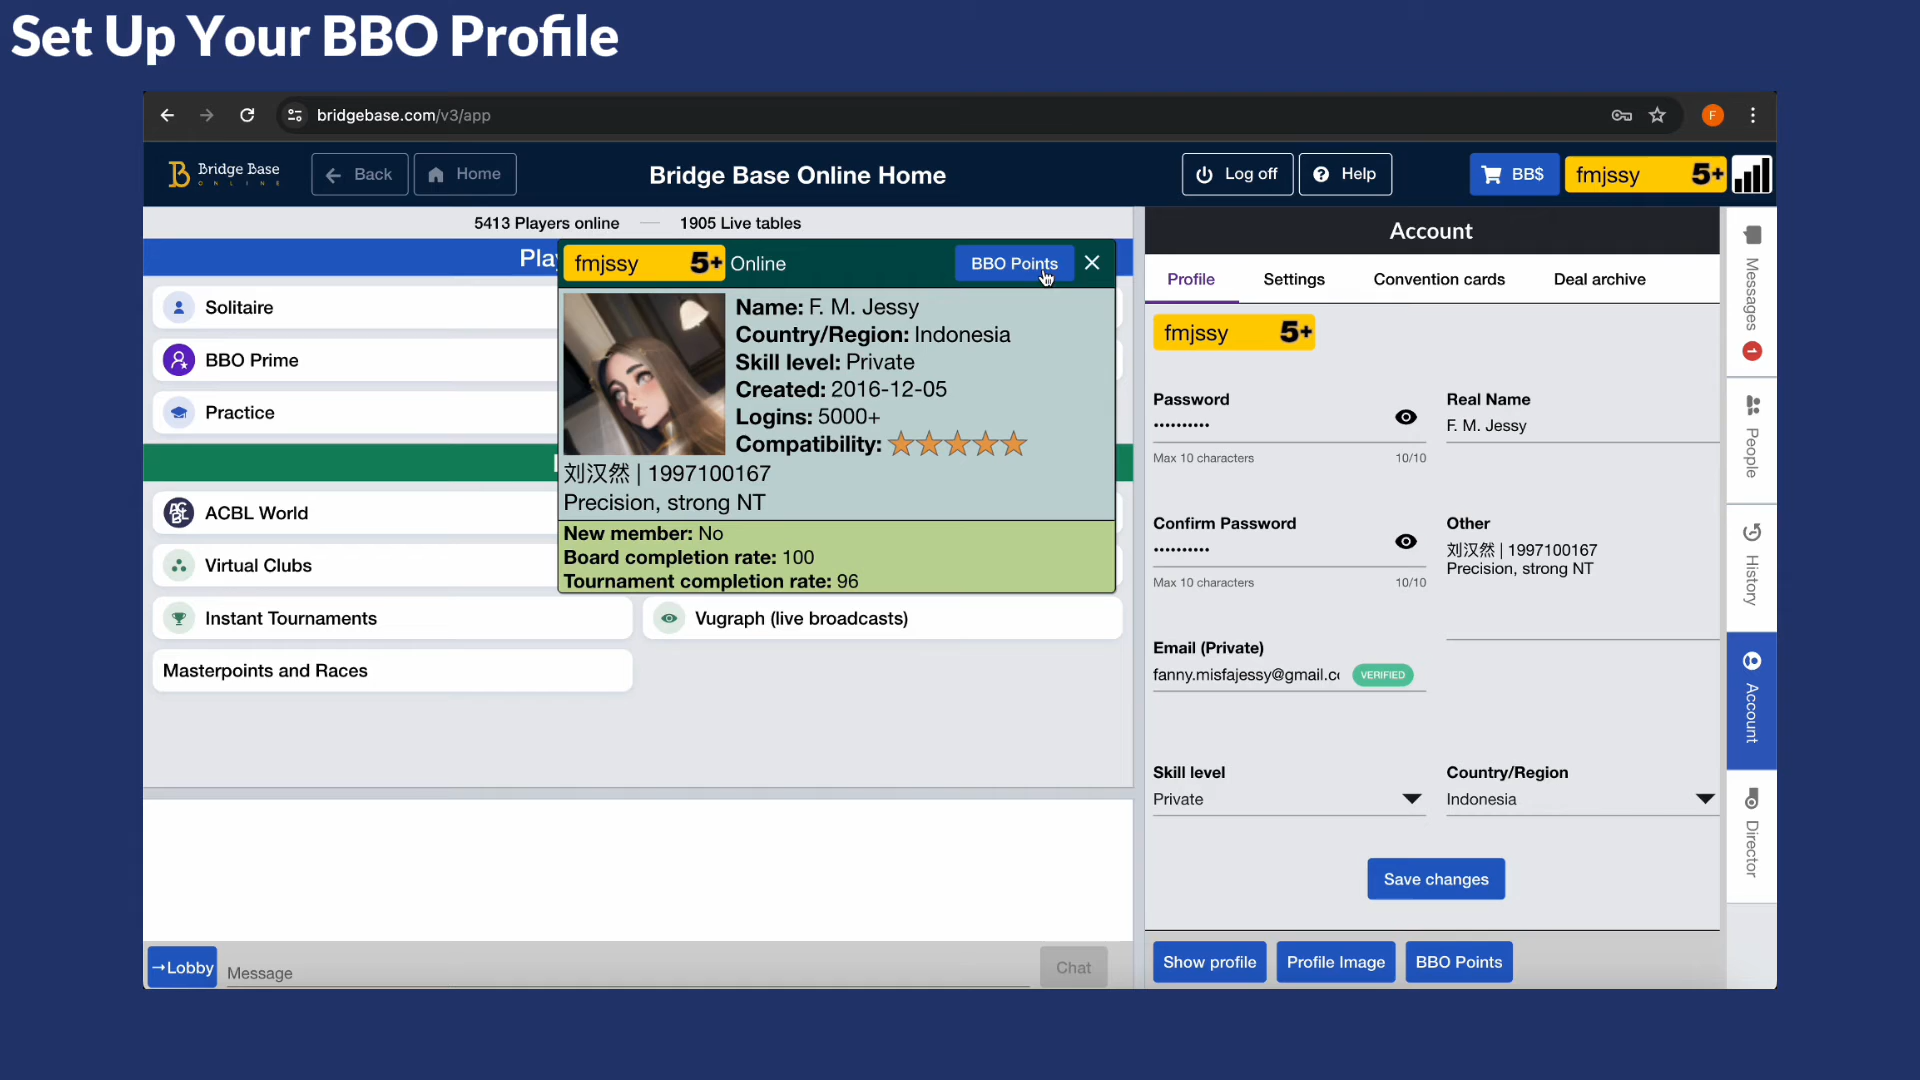 Set Up Your BBO Profile
bridgebase.com/v3/app
F
Bridge Base
ONLINE
Back
Home
Bridge Base Online Home
Log off
Help
BB$
fmjssy 5+
5413 Players online
1905 Live tables
Play
fmjssy 5+ Online
BBO Points
Name: F. M. Jessy
Country/Region: Indonesia
Skill level: Private
Created: 2016-12-05
Logins: 5000+
Compatibility:
刘汉然 | 1997100167
Precision, strong NT
New member: No
Board completion rate: 100
Tournament completion rate: 96
Solitaire
BBO Prime
Practice
ACBL World
Virtual Clubs
Instant Tournaments
Vugraph (live broadcasts)
Masterpoints and Races
→Lobby
Message
Chat
Account
Profile
Settings
Convention cards
Deal archive
fmjssy 5+
Password
••••••••••
Max 10 characters
10/10
Real Name
F. M. Jessy
Confirm Password
••••••••••
Max 10 characters
10/10
Other
刘汉然 | 1997100167
Precision, strong NT
Email (Private)
fanny.misfajessy@gmail.c
VERIFIED
Skill level
Private
Country/Region
Indonesia
Save changes
Show profile
Profile Image
BBO Points
Messages
1
People
History
Account
Director